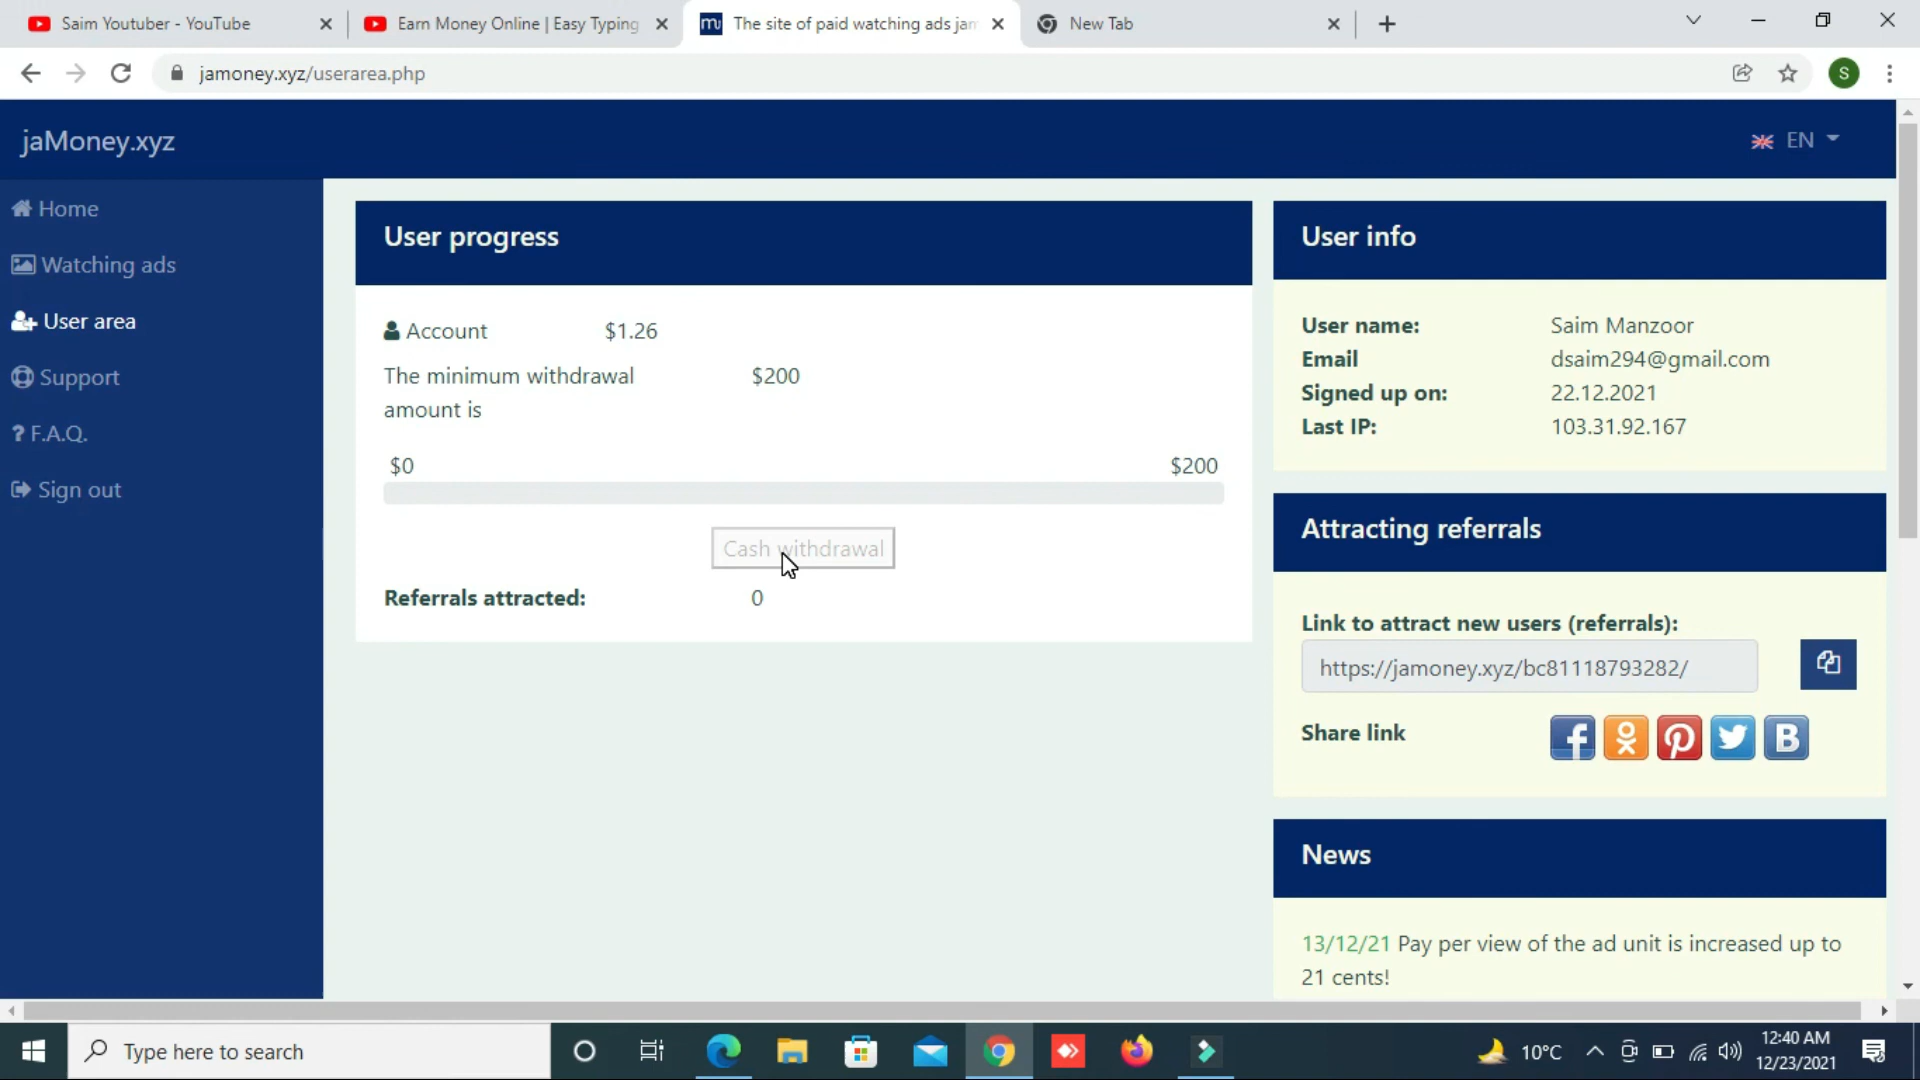 Saim Youtuber - YouTube
Earn Money Online | Easy Typing
The site of paid watching ads jam
New Tab
jamoney.xyz/userarea.php
S
jaMoney.xyz
EN
Home
Watching ads
User area
Support
? F.A.Q.
Sign out
User progress
Account $1.26
The minimum withdrawal $200
amount is
$0 $200
Cash withdrawal
Referrals attracted: 0
User info
User name: Saim Manzoor
Email dsaim294@gmail.com
Signed up on: 22.12.2021
Last IP: 103.31.92.167
Attracting referrals
Link to attract new users (referrals):
https://jamoney.xyz/bc81118793282/
Share link
News
13/12/21 Pay per view of the ad unit is increased up to
21 cents!
Type here to search
10°C
12:40 AM
12/23/2021